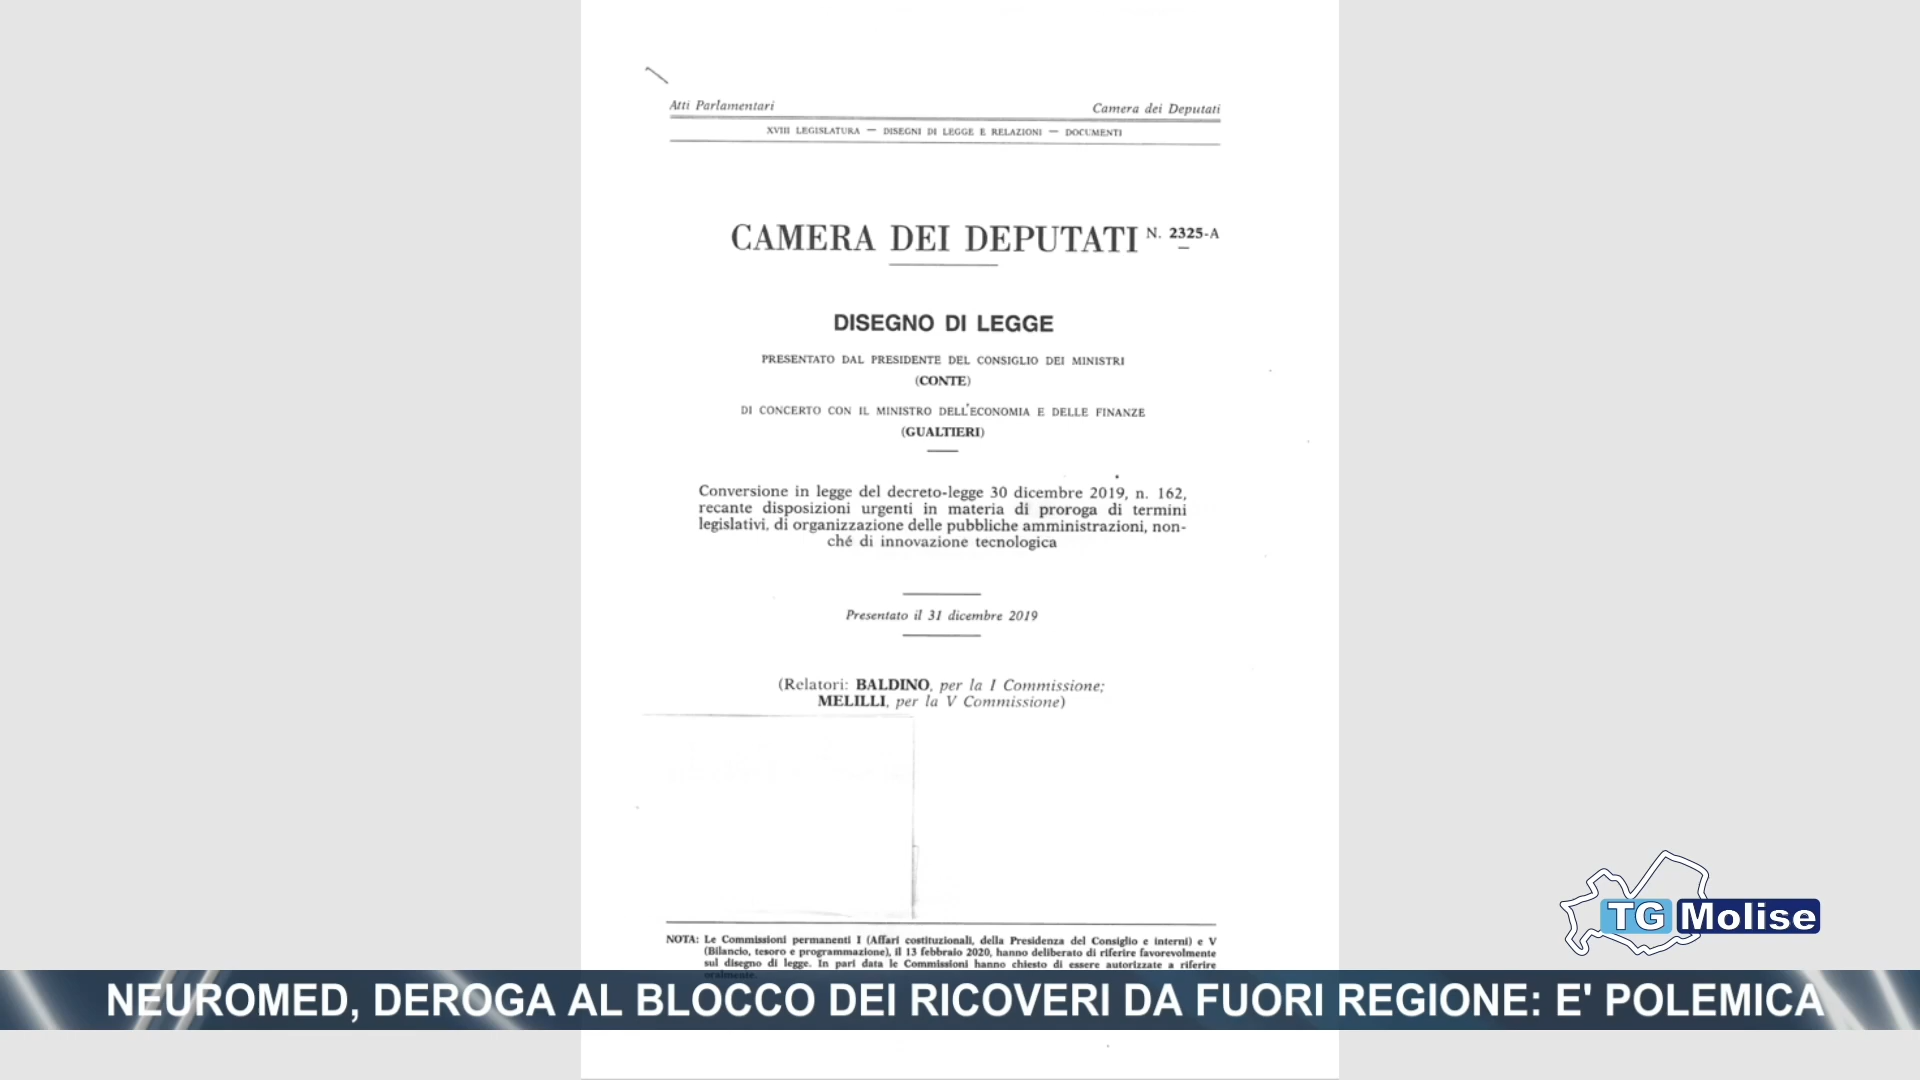 Atti Parlamentari
Camera dei Deputati
XVIII LEGISLATURA — DISEGNI DI LEGGE E RELAZIONI — DOCUMENTI
CAMERA DEI DEPUTATI N. 2325-A
DISEGNO DI LEGGE
PRESENTATO DAL PRESIDENTE DEL CONSIGLIO DEI MINISTRI
(CONTE)
DI CONCERTO CON IL MINISTRO DELL'ECONOMIA E DELLE FINANZE
(GUALTIERI)
Conversione in legge del decreto-legge 30 dicembre 2019, n. 162,
recante disposizioni urgenti in materia di proroga di termini
legislativi, di organizzazione delle pubbliche amministrazioni, non-
ché di innovazione tecnologica
Presentato il 31 dicembre 2019
(Relatori: BALDINO, per la I Commissione;
MELILLI, per la V Commissione)
NOTA: Le Commissioni permanenti I (Affari costituzionali, della Presidenza del Consiglio e interni) e V
(Bilancio, tesoro e programmazione), il 13 febbraio 2020, hanno deliberato di riferire favorevolmente
sul disegno di legge. In pari data le Commissioni hanno chiesto di essere autorizzate a riferire
oralmente.
TG Molise
NEUROMED, DEROGA AL BLOCCO DEI RICOVERI DA FUORI REGIONE: E' POLEMICA